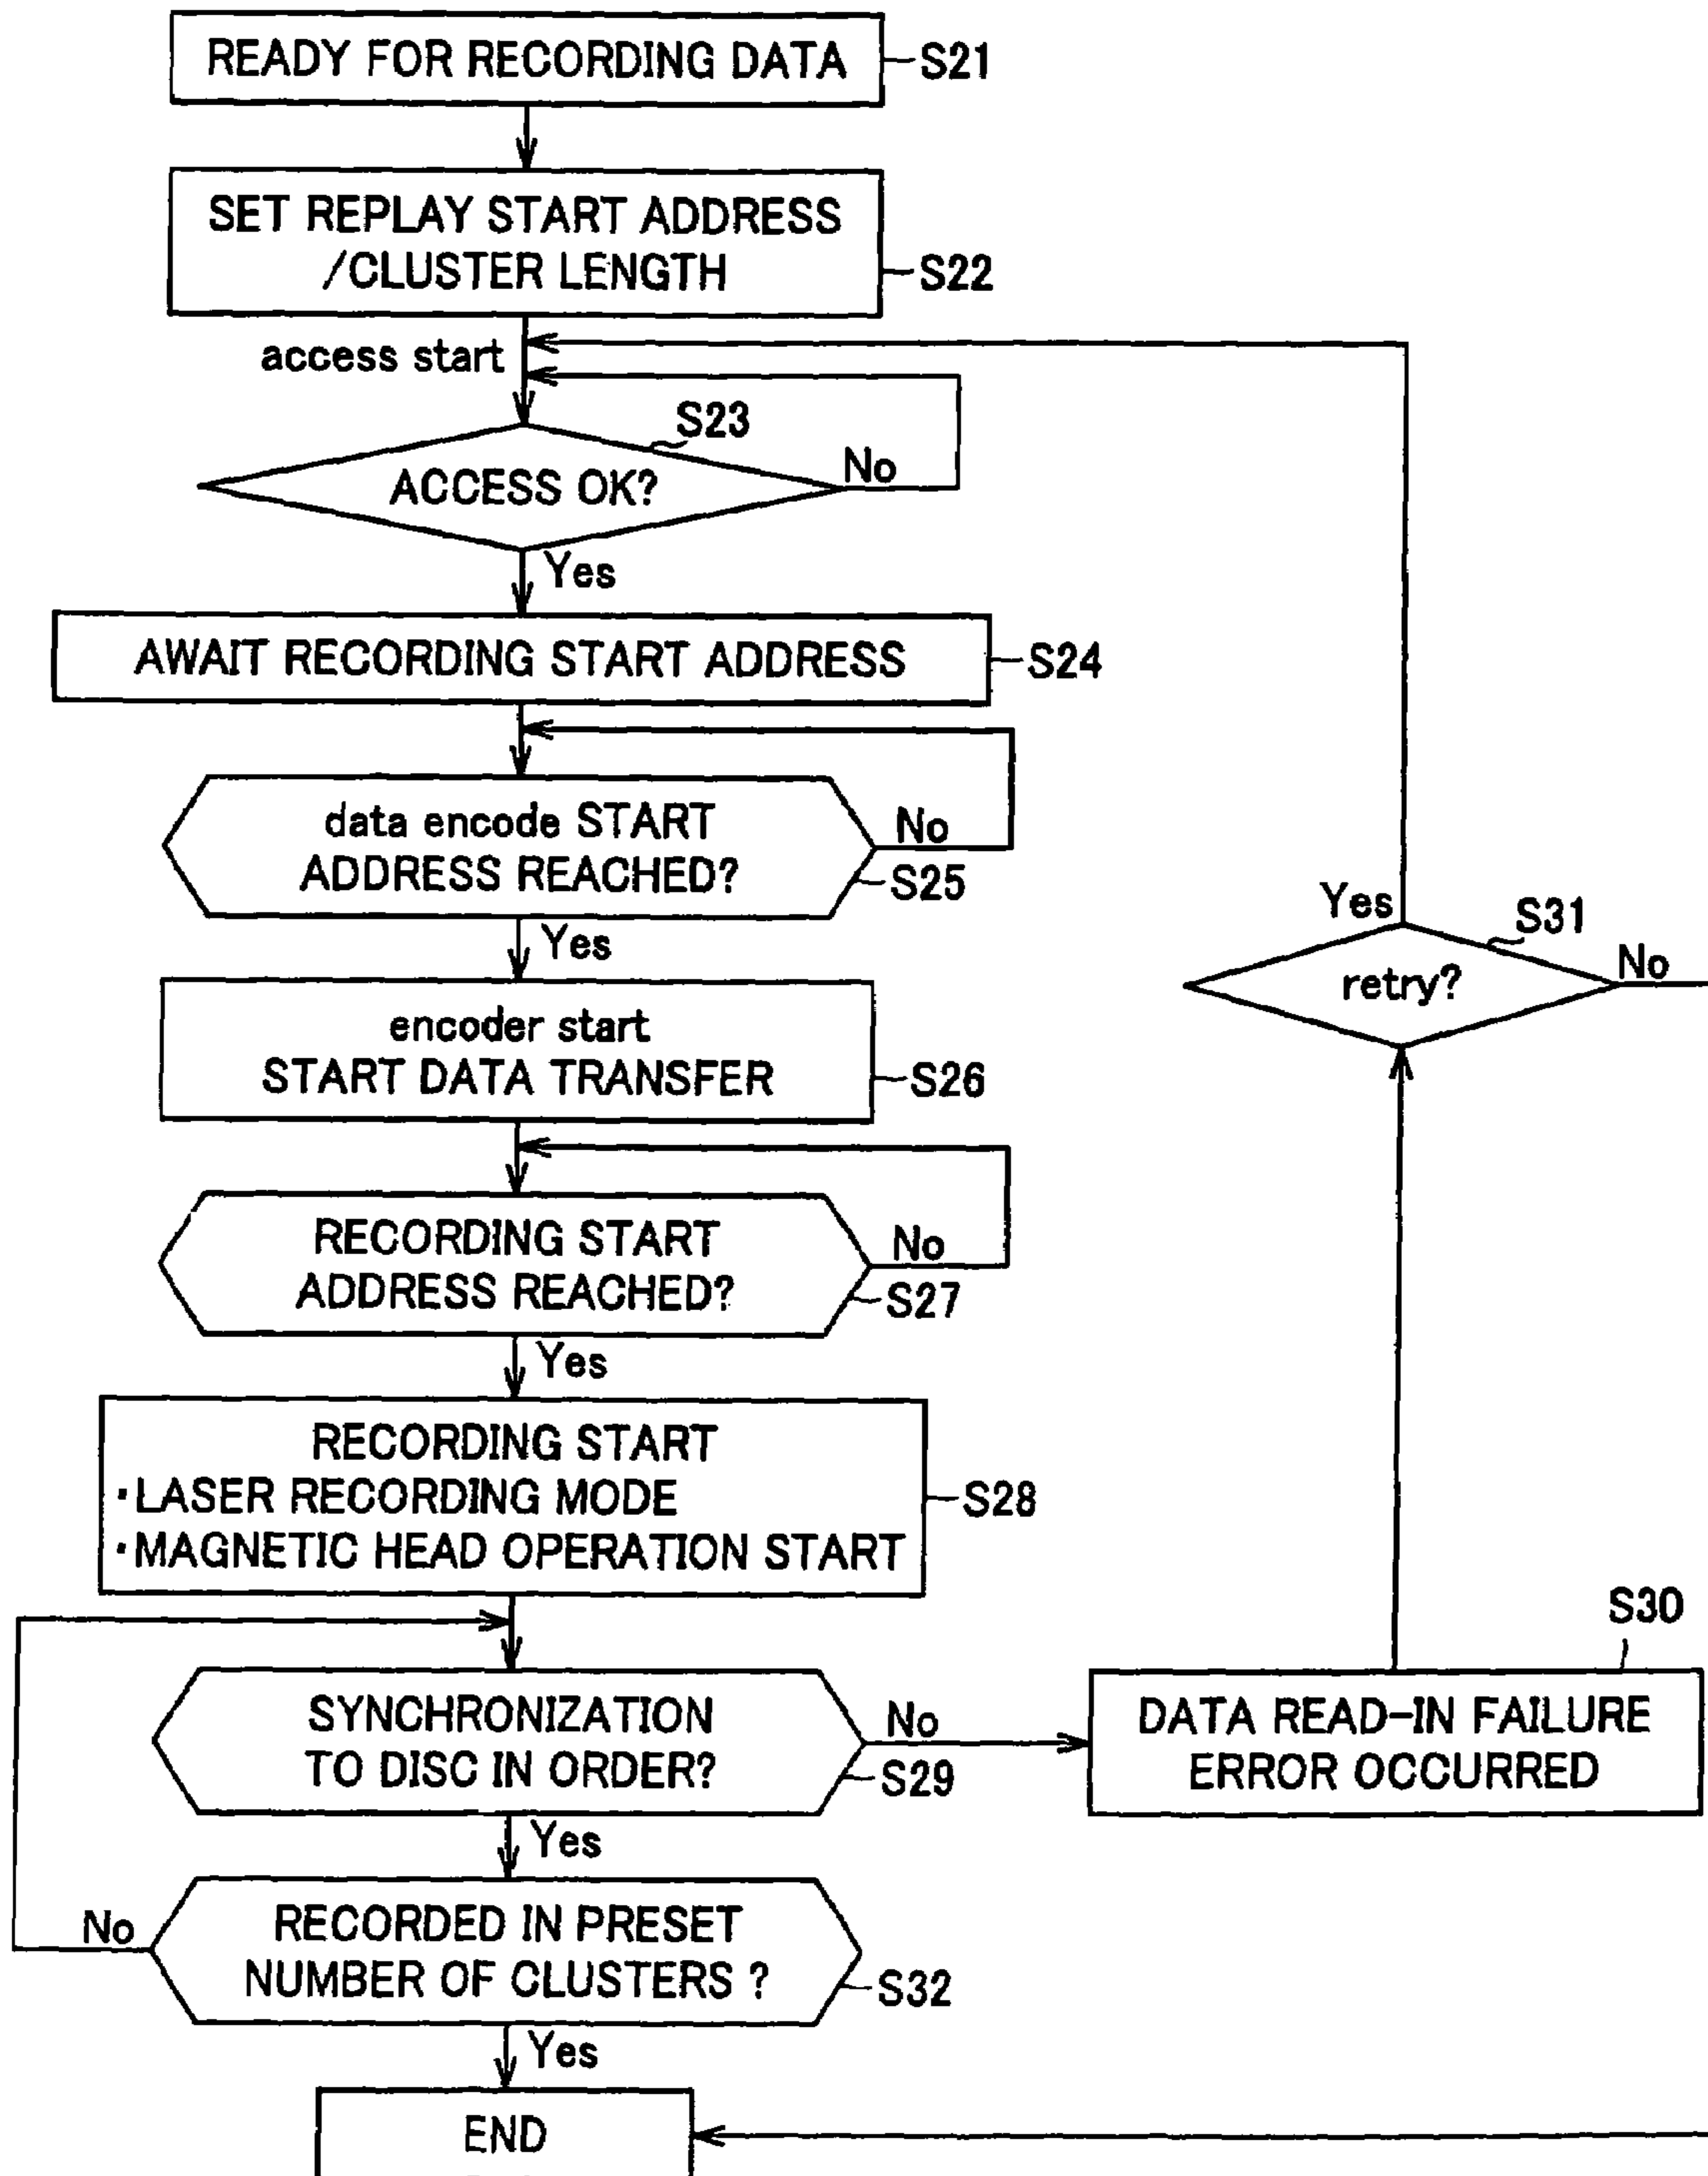 READY FOR RECORDING DATA
S21
SET REPLAY START ADDRESS
/CLUSTER LENGTH
S22
access start
S23
ACCESS OK?
No
Yes
AWAIT RECORDING START ADDRESS
S24
data encode START
ADDRESS REACHED?
No
S25
Yes
encoder start
START DATA TRANSFER
S26
RECORDING START
ADDRESS REACHED?
No
S27
Yes
RECORDING START
・LASER RECORDING MODE
・MAGNETIC HEAD OPERATION START
S28
SYNCHRONIZATION
TO DISC IN ORDER?
No
S29
Yes
S30
DATA READ-IN FAILURE
ERROR OCCURRED
Yes
S31
retry?
No
RECORDED IN PRESET
NUMBER OF CLUSTERS ?
No
S32
Yes
END